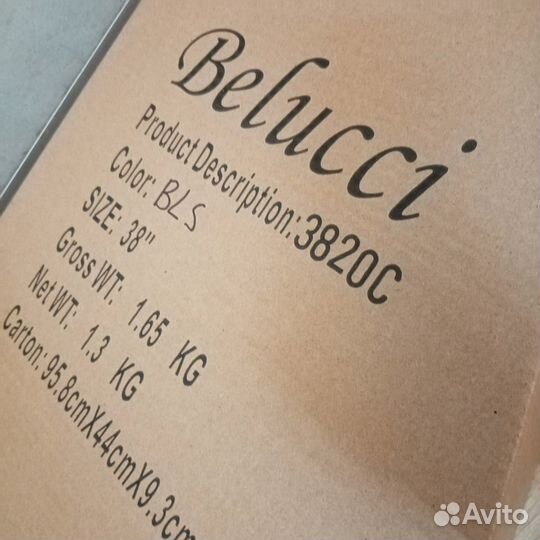 Belucci
Product Description: 3820C
Color: BLS
SIZE: 38"
Gross WT: 1.65 KG
Net WT: 1.3 KG
Carton: 95.8cmX44cmX9.3cm
Avito